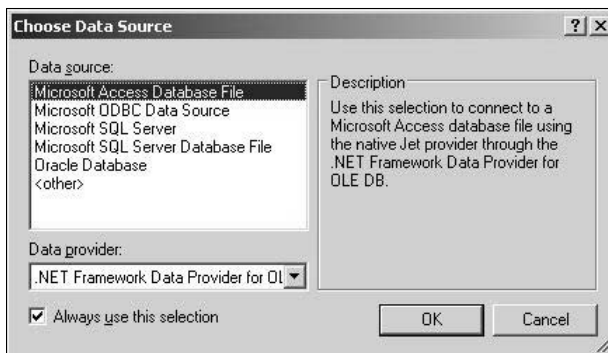 Choose Data Source
Data source:
Microsoft Access Database File
Microsoft ODBC Data Source
Microsoft SQL Server
Microsoft SQL Server Database File
Oracle Database
<other>
Description
Use this selection to connect to a
Microsoft Access database file using
the native Jet provider through the
.NET Framework Data Provider for
OLE DB.
Data provider:
.NET Framework Data Provider for OL
Always use this selection
OK
Cancel